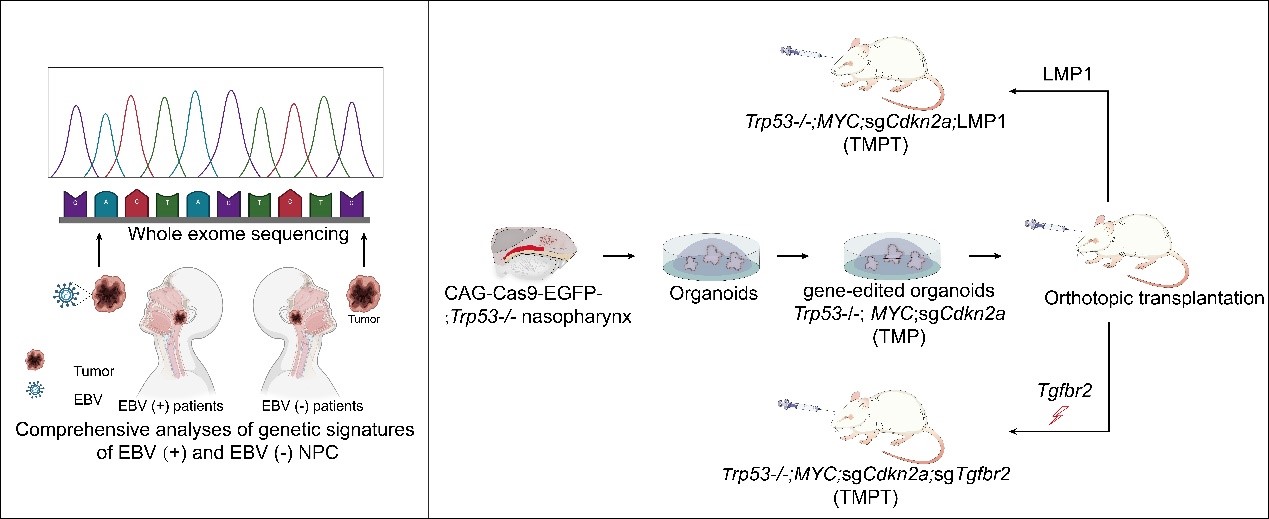 G A C T A C T C T C
Whole exome sequencing
Tumor
Tumor
EBV
EBV (+) patients
EBV (-) patients
Comprehensive analyses of genetic signatures
of EBV (+) and EBV (-) NPC
LMP1
Trp53-/-;MYC;sgCdkn2a;LMP1
(TMPT)
CAG-Cas9-EGFP-
;Trp53-/- nasopharynx
Organoids
gene-edited organoids
Trp53-/-; MYC;sgCdkn2a
(TMP)
Orthotopic transplantation
Tgfbr2
Trp53-/-;MYC;sgCdkn2a;sgTgfbr2
(TMPT)